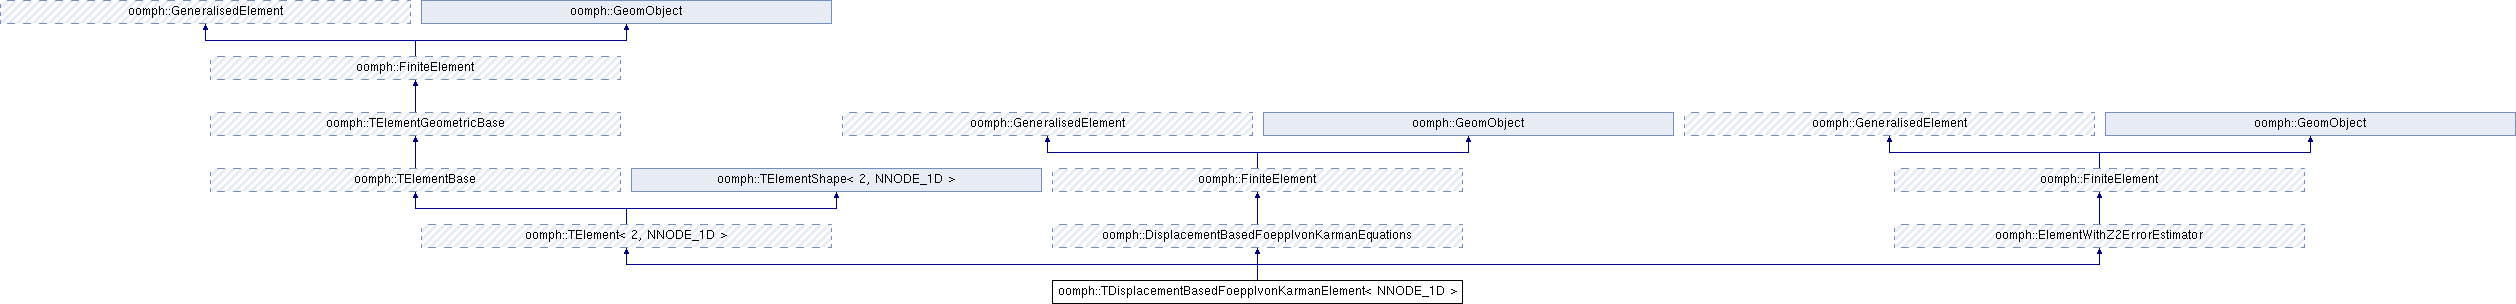 oomph::GeneralisedElement
oomph::GeomObject
oomph::FiniteElement
oomph::TElementGeometricBase
oomph::GeneralisedElement
oomph::GeomObject
oomph::GeneralisedElement
oomph::GeomObject
oomph::TElementBase
oomph::TElementShape< 2, NNODE_1D >
oomph::FiniteElement
oomph::FiniteElement
oomph::TElement< 2, NNODE_1D >
oomph::DisplacementBasedFoepplvonKarmanEquations
oomph::ElementWithZ2ErrorEstimator
oomph::TDisplacementBasedFoepplvonKarmanElement< NNODE_1D >